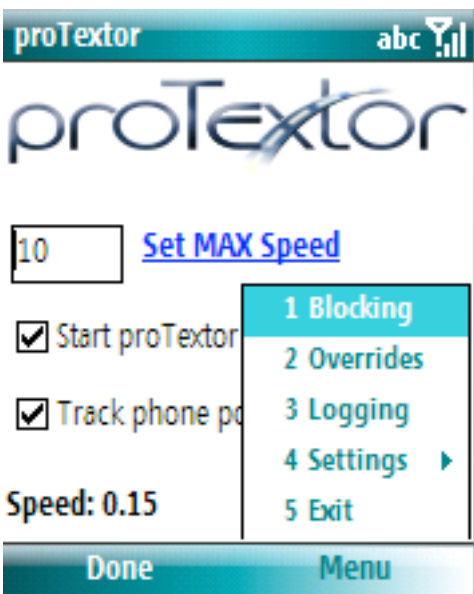 proTextor abc
proTextor
10 Set MAX Speed
Start proTextor
Track phone
Speed: 0.15
1 Blocking
2 Overrides
3 Logging
4 Settings
5 Exit
Done Menu